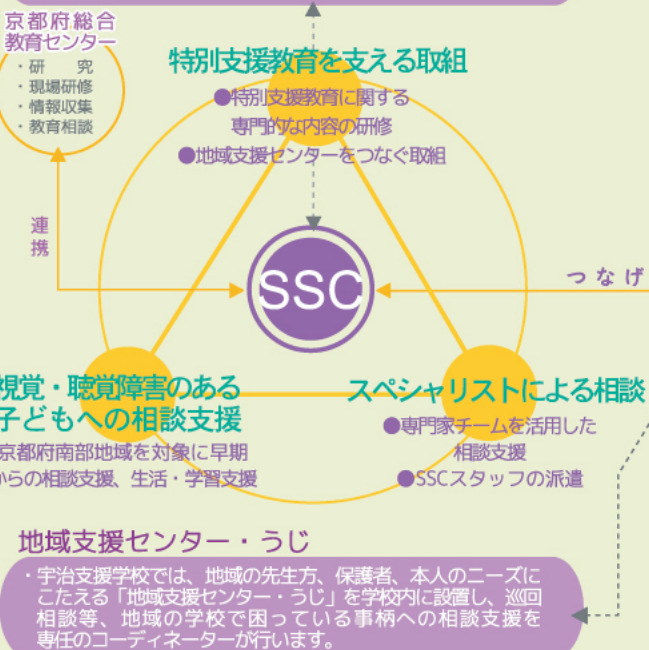 京都府総合
教育センター
・研　　究
・現場研修
・情報収集
・教育相談
特別支援教育を支える取組
●特別支援教育に関する
専門的な内容の研修
●地域支援センターをつなぐ取組
連
携
SSC
つなげ
視覚・聴覚障害のある
子どもへの相談支援
京都府南部地域を対象に早期
からの相談支援、生活・学習支援
スペシャリストによる相談
●専門家チームを活用した
相談支援
●SSCスタッフの派遣
地域支援センター・うじ
・宇治支援学校では、地域の先生方、保護者、本人のニーズに
こたえる「地域支援センター・うじ」を学校内に設置し、巡回
相談等、地域の学校で困っている事柄への相談支援を
専任のコーディネーターが行います。